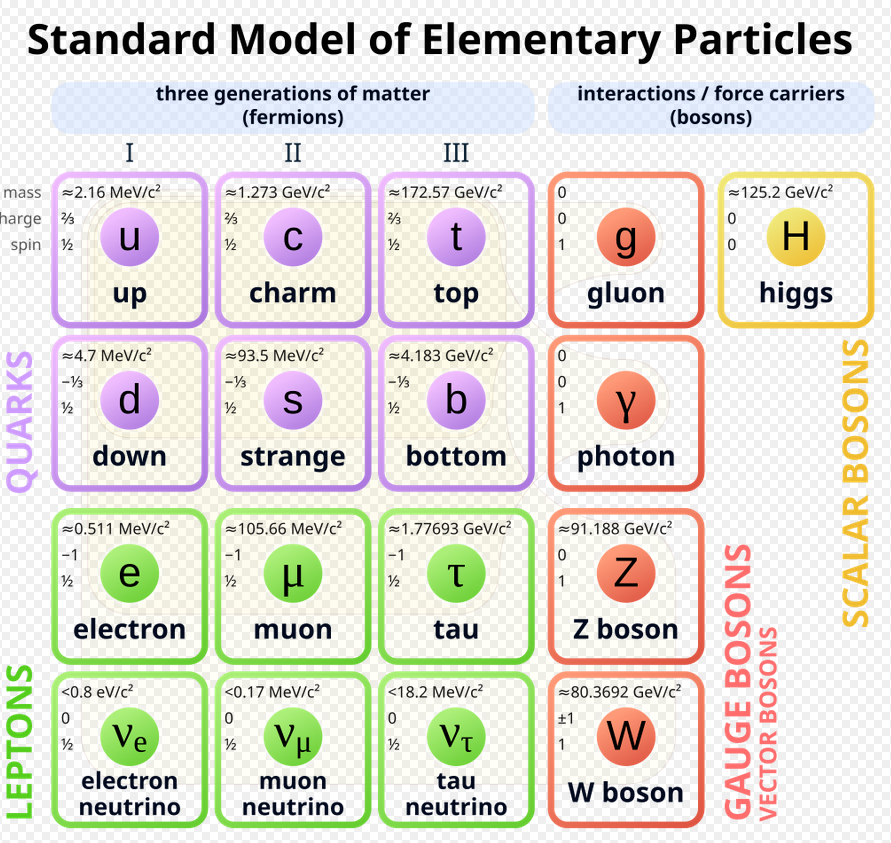 Standard Model of Elementary Particles
three generations of matter
(fermions)
interactions / force carriers
(bosons)
I
II
III
mass
harge
spin
≈2.16 MeV/c²
⅔
½
u
up
≈1.273 GeV/c²
⅔
½
c
charm
≈172.57 GeV/c²
⅔
½
t
top
0
0
1
g
gluon
≈125.2 GeV/c²
0
0
H
higgs
QUARKS
≈4.7 MeV/c²
−⅓
½
d
down
≈93.5 MeV/c²
−⅓
½
s
strange
≈4.183 GeV/c²
−⅓
½
b
bottom
0
0
1
γ
photon
SCALAR BOSONS
≈0.511 MeV/c²
−1
½
e
electron
≈105.66 MeV/c²
−1
½
μ
muon
≈1.77693 GeV/c²
−1
½
τ
tau
≈91.188 GeV/c²
0
1
Z
Z boson
GAUGE BOSONS
VECTOR BOSONS
LEPTONS
<0.8 eV/c²
0
½
νe
electron
neutrino
<0.17 MeV/c²
0
½
νμ
muon
neutrino
<18.2 MeV/c²
0
½
ντ
tau
neutrino
≈80.3692 GeV/c²
±1
1
W
W boson